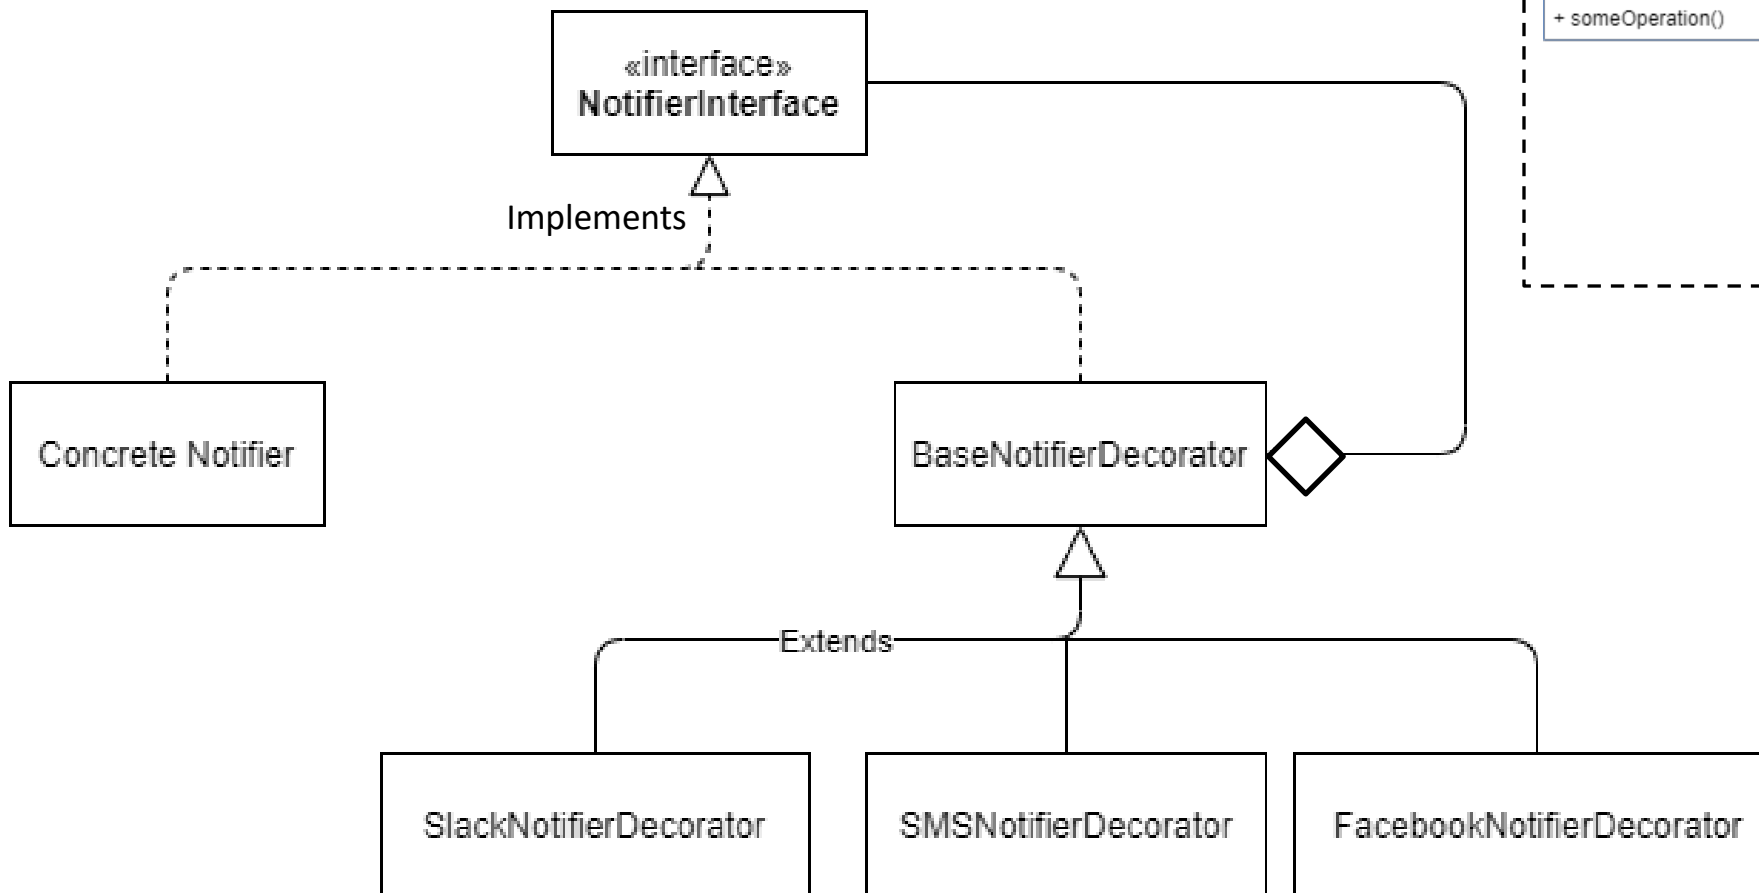 + someOperation()
«interface»
NotifierInterface
Implements
Concrete Notifier
BaseNotifierDecorator
Extends
SlackNotifierDecorator
SMSNotifierDecorator
FacebookNotifierDecorator